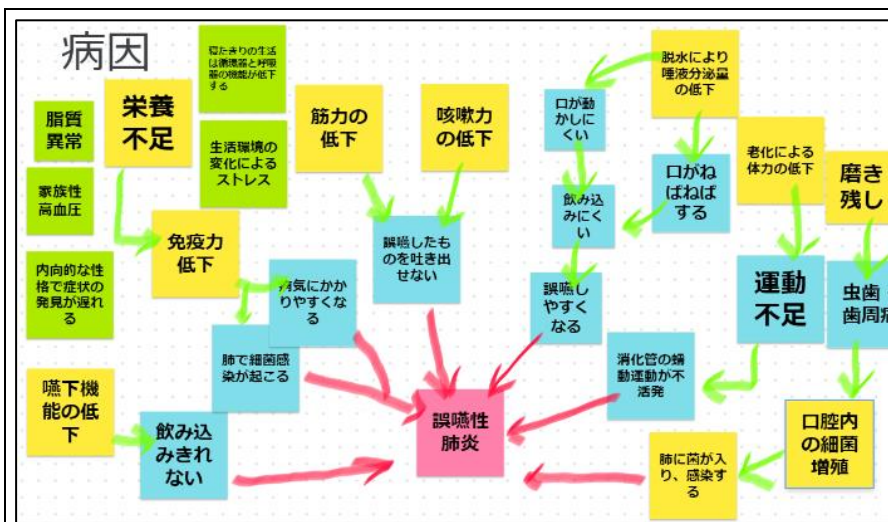 病因
寝たきりの生活
は循環器と呼吸
器の機能が低下
する
脂質
異常
栄養
不足
生活環境の
変化による
ストレス
家族性
高血圧
免疫力
低下
内向的な性
格で症状の
発見が遅れ
る
病気にかか
りやすくな
る
肺で細菌感
染が起こる
嚥下機
能の低
下
飲み込
みきれ
ない
筋力の
低下
咳嗽力
の低下
誤嚥したも
のを吐き出
せない
誤嚥性
肺炎
脱水により
唾液分泌量
の低下
口が動
かしにく
い
口がね
ばねば
する
飲み込
みにく
い
誤嚥し
やすく
なる
老化による
体力の低下
運動
不足
消化管の蠕
動運動が不
活発
磨き
残し
虫歯
歯周病
口腔内
の細菌
増殖
肺に菌が入
り、感染す
る